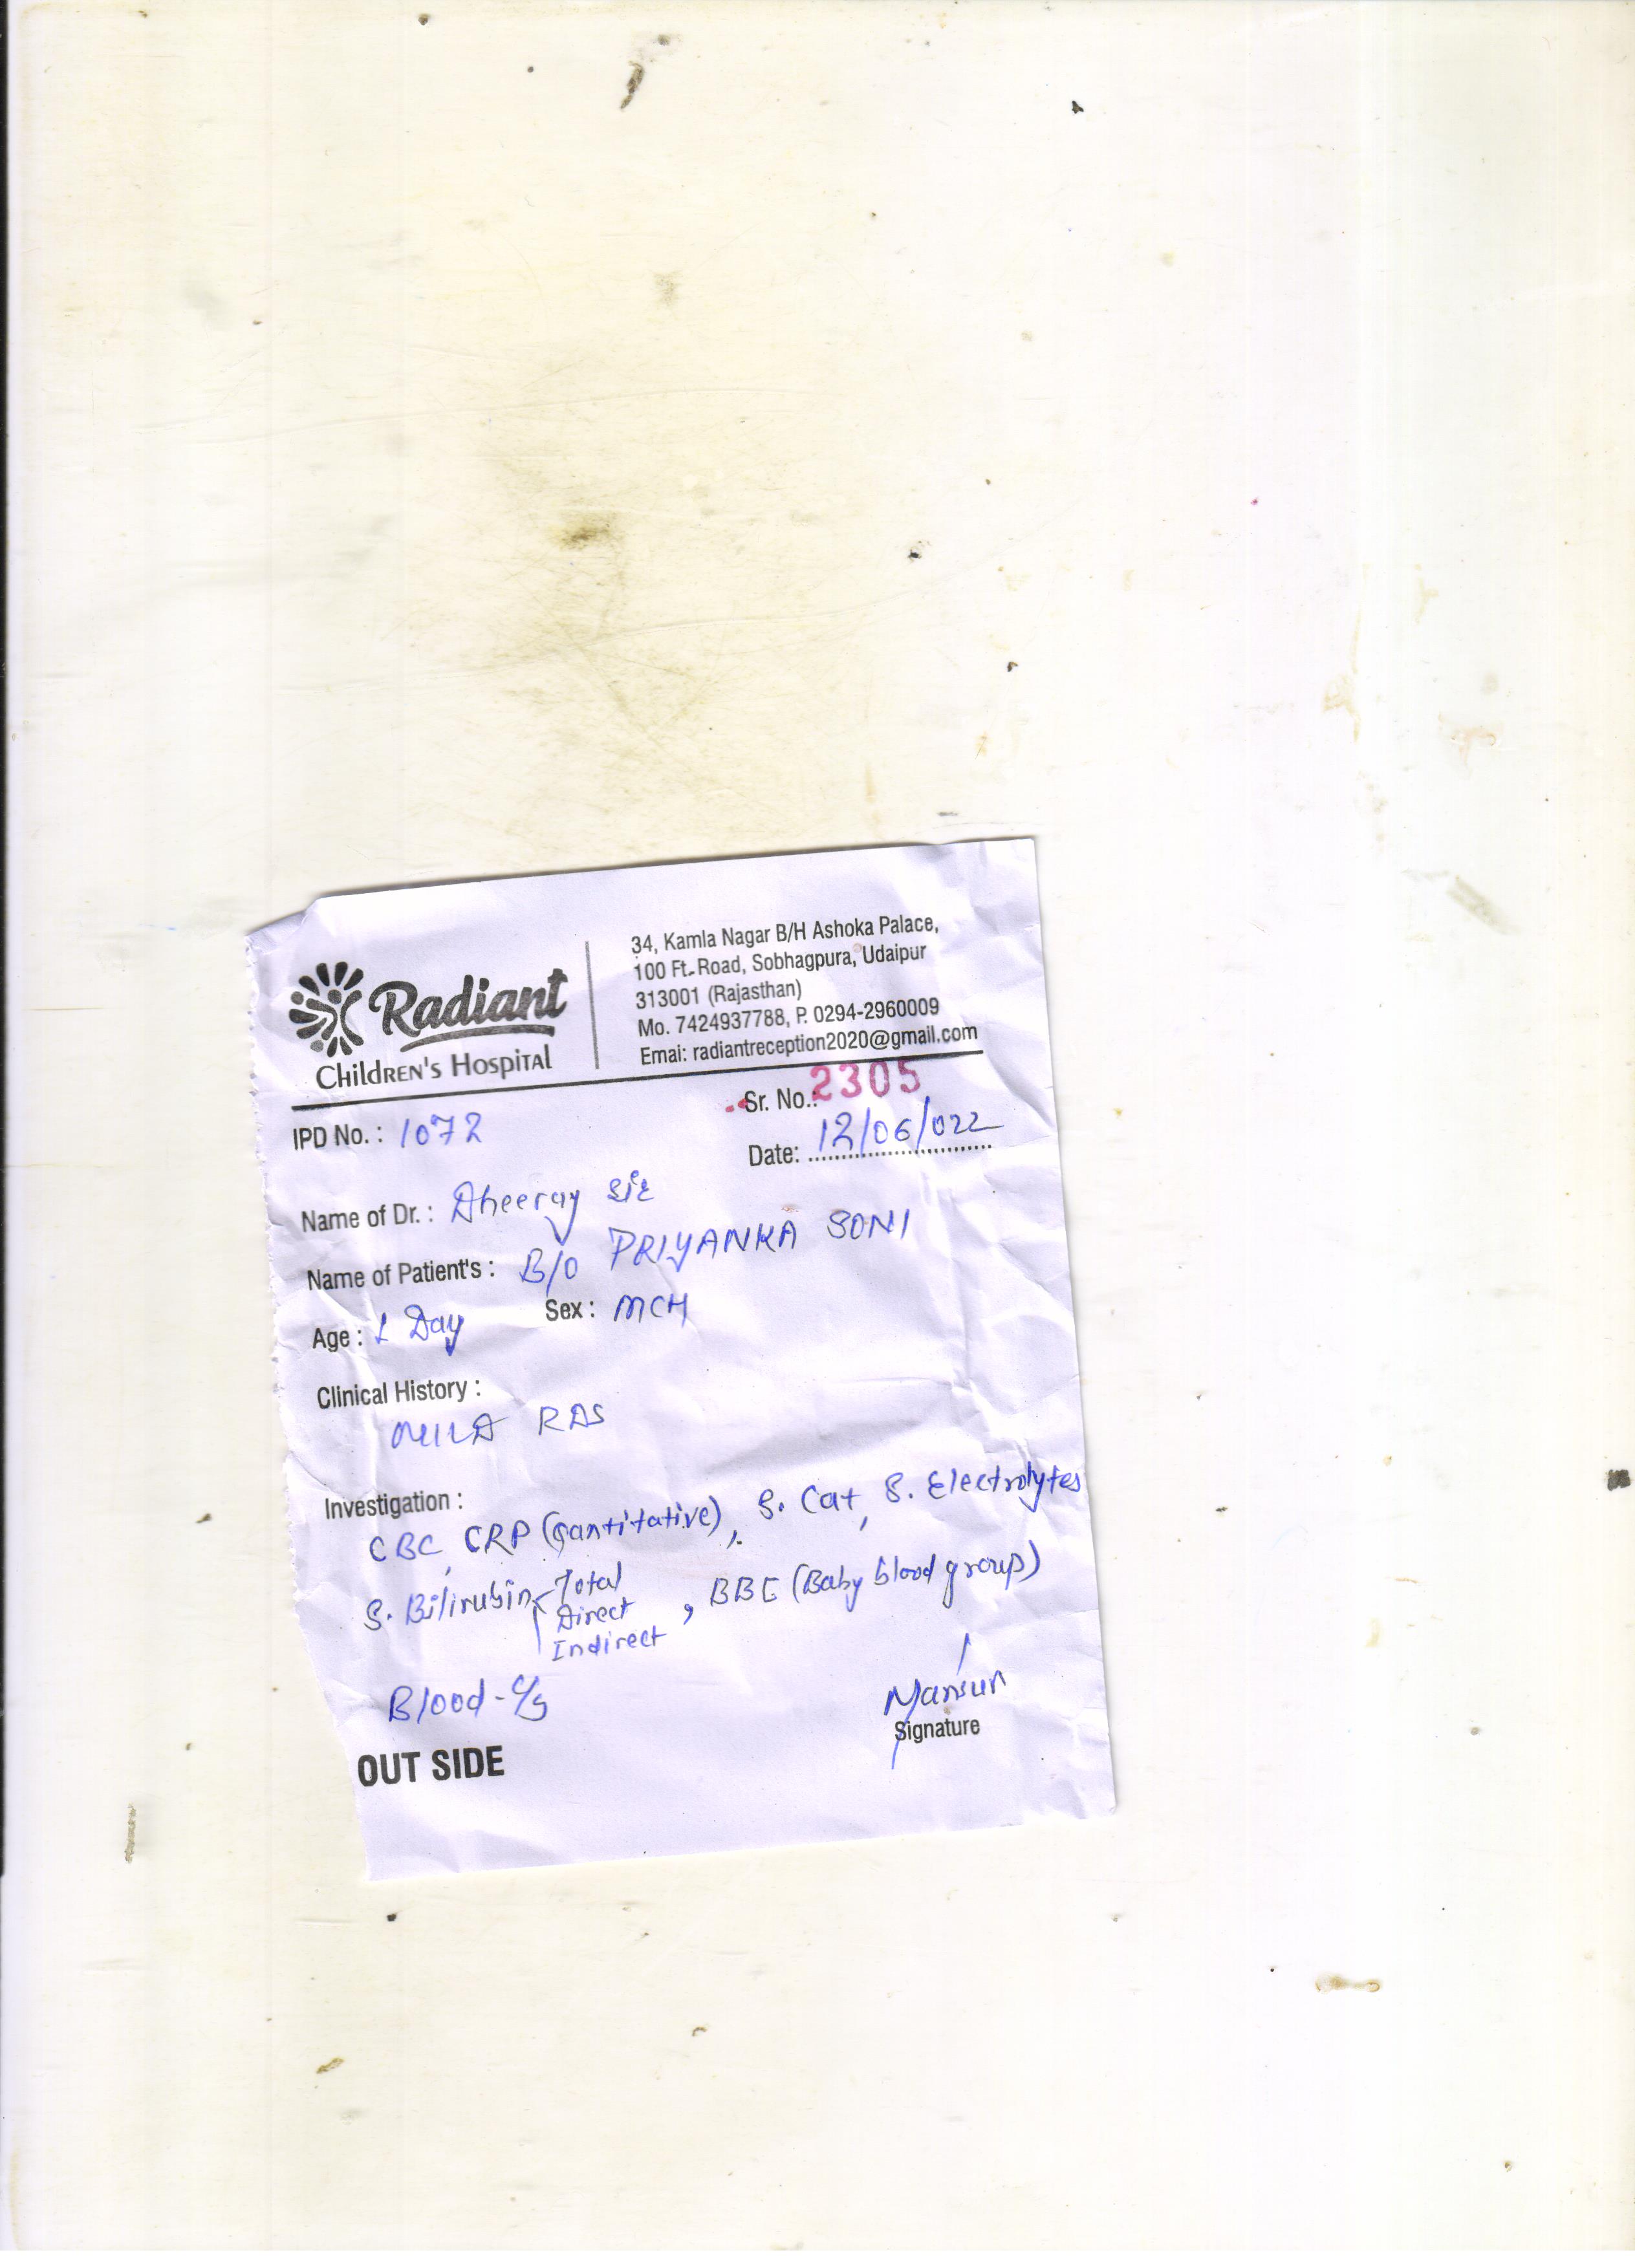 Radiant
Children's Hospital
34, Kamla Nagar B/H Ashoka Palace,
100 Ft. Road, Sobhagpura, Udaipur
313001 (Rajasthan)
Mo. 7424937788, P. 0294-2960009
Emai: radiantreception2020@gmail.com
Sr. No.: 2305
IPD No. : 1072
Date: 12/06/022
Name of Dr. : Dheeraj Sir
Name of Patient's : B/O PRIYANKA SONI
Age : 1 Day Sex : MCH
Clinical History :
RDS
Investigation :
CBC, CRP (Qantitative), S. Cat, S. Electrolytes
S. Bilirubin Total , (Baby blood group)
Direct
Indirect
Blood - C/S
Signature
OUT SIDE